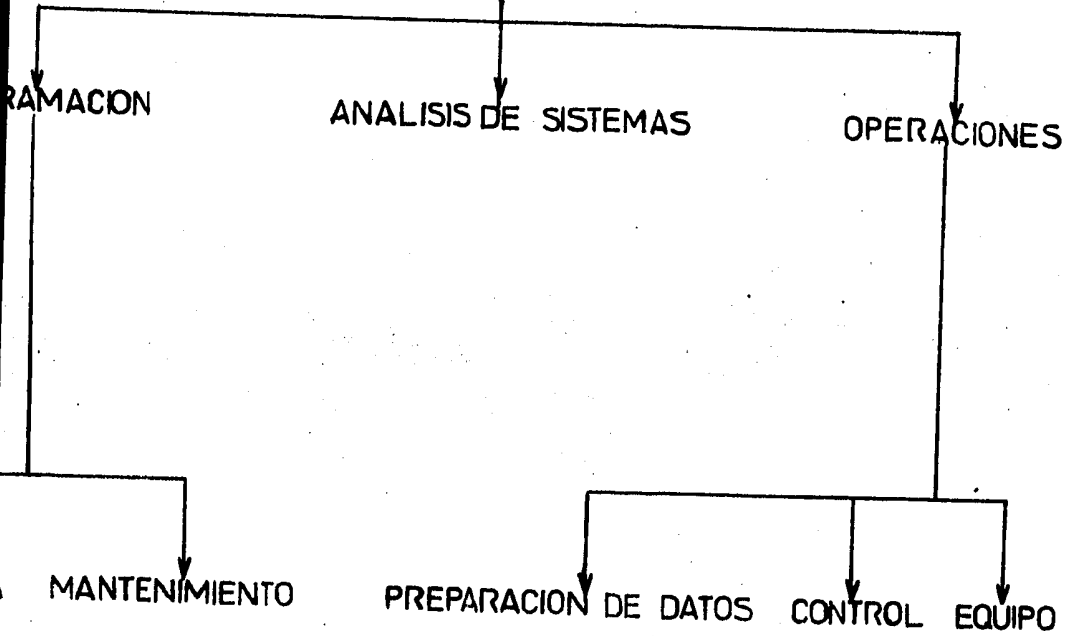 RAMACION ANALISIS DE SISTEMAS OPERACIONES
MANTENIMIENTO PREPARACION DE DATOS CONTROL EQUIPO